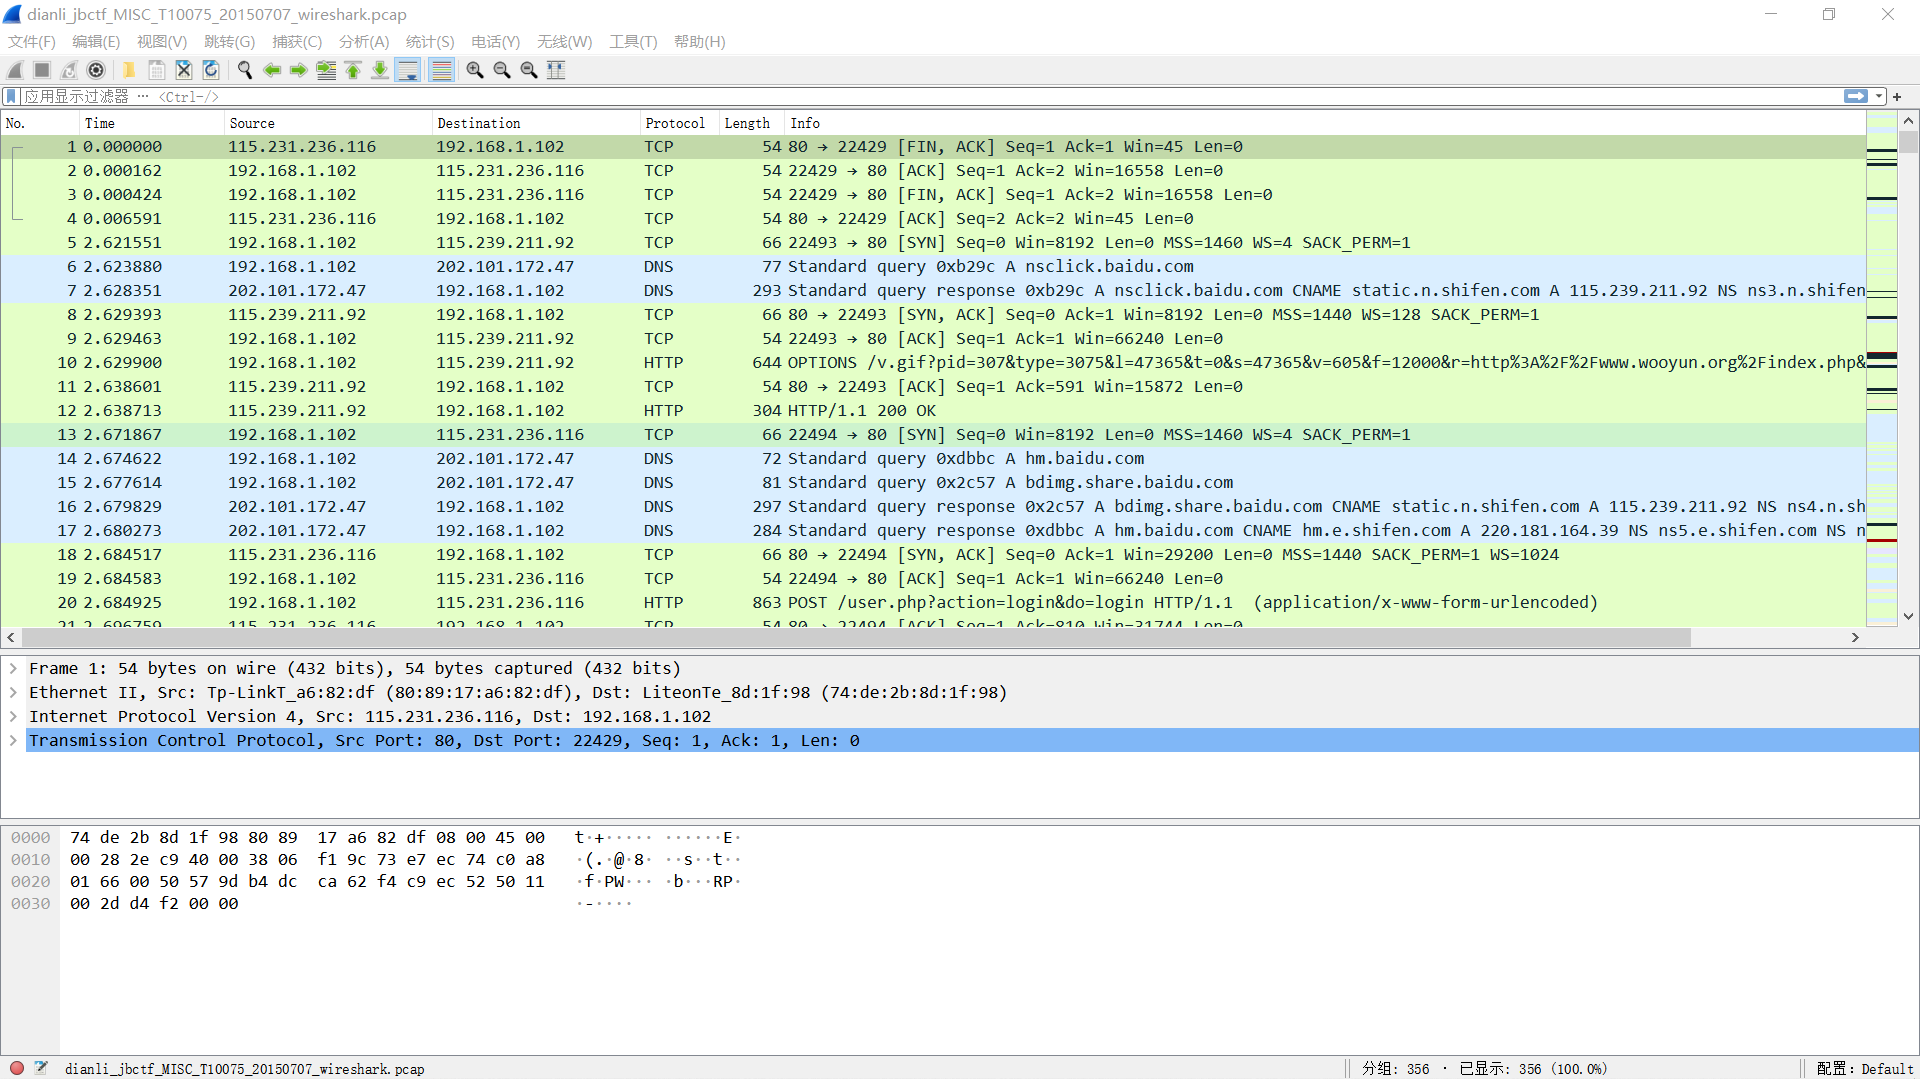 dianli_jbctf_MISC_T10075_20150707_wireshark.pcap
文件(F) 编辑(E) 视图(V) 跳转(G) 捕获(C) 分析(A) 统计(S) 电话(Y) 无线(W) 工具(T) 帮助(H)
应用显示过滤器 … <Ctrl-/>
No. Time Source Destination Protocol Length Info
1 0.000000 115.231.236.116 192.168.1.102 TCP 54 80 → 22429 [FIN, ACK] Seq=1 Ack=1 Win=45 Len=0
2 0.000162 192.168.1.102 115.231.236.116 TCP 54 22429 → 80 [ACK] Seq=1 Ack=2 Win=16558 Len=0
3 0.000424 192.168.1.102 115.231.236.116 TCP 54 22429 → 80 [FIN, ACK] Seq=1 Ack=2 Win=16558 Len=0
4 0.006591 115.231.236.116 192.168.1.102 TCP 54 80 → 22429 [ACK] Seq=2 Ack=2 Win=45 Len=0
5 2.621551 192.168.1.102 115.239.211.92 TCP 66 22493 → 80 [SYN] Seq=0 Win=8192 Len=0 MSS=1460 WS=4 SACK_PERM=1
6 2.623880 192.168.1.102 202.101.172.47 DNS 77 Standard query 0xb29c A nsclick.baidu.com
7 2.628351 202.101.172.47 192.168.1.102 DNS 293 Standard query response 0xb29c A nsclick.baidu.com CNAME static.n.shifen.com A 115.239.211.92 NS ns3.n.shifen
8 2.629393 115.239.211.92 192.168.1.102 TCP 66 80 → 22493 [SYN, ACK] Seq=0 Ack=1 Win=8192 Len=0 MSS=1440 WS=128 SACK_PERM=1
9 2.629463 192.168.1.102 115.239.211.92 TCP 54 22493 → 80 [ACK] Seq=1 Ack=1 Win=66240 Len=0
10 2.629900 192.168.1.102 115.239.211.92 HTTP 644 OPTIONS /v.gif?pid=307&type=3075&l=47365&t=0&s=47365&v=605&f=12000&r=http%3A%2F%2Fwww.wooyun.org%2Findex.php&
11 2.638601 115.239.211.92 192.168.1.102 TCP 54 80 → 22493 [ACK] Seq=1 Ack=591 Win=15872 Len=0
12 2.638713 115.239.211.92 192.168.1.102 HTTP 304 HTTP/1.1 200 OK
13 2.671867 192.168.1.102 115.231.236.116 TCP 66 22494 → 80 [SYN] Seq=0 Win=8192 Len=0 MSS=1460 WS=4 SACK_PERM=1
14 2.674622 192.168.1.102 202.101.172.47 DNS 72 Standard query 0xdbbc A hm.baidu.com
15 2.677614 192.168.1.102 202.101.172.47 DNS 81 Standard query 0x2c57 A bdimg.share.baidu.com
16 2.679829 202.101.172.47 192.168.1.102 DNS 297 Standard query response 0x2c57 A bdimg.share.baidu.com CNAME static.n.shifen.com A 115.239.211.92 NS ns4.n.sh
17 2.680273 202.101.172.47 192.168.1.102 DNS 284 Standard query response 0xdbbc A hm.baidu.com CNAME hm.e.shifen.com A 220.181.164.39 NS ns5.e.shifen.com NS n
18 2.684517 115.231.236.116 192.168.1.102 TCP 66 80 → 22494 [SYN, ACK] Seq=0 Ack=1 Win=29200 Len=0 MSS=1440 SACK_PERM=1 WS=1024
19 2.684583 192.168.1.102 115.231.236.116 TCP 54 22494 → 80 [ACK] Seq=1 Ack=1 Win=66240 Len=0
20 2.684925 192.168.1.102 115.231.236.116 HTTP 863 POST /user.php?action=login&do=login HTTP/1.1 (application/x-www-form-urlencoded)
21 2.696759 115.231.236.116 192.168.1.102 TCP 54 80 → 22494 [ACK] Seq=1 Ack=810 Win=31744 Len=0
Frame 1: 54 bytes on wire (432 bits), 54 bytes captured (432 bits)
Ethernet II, Src: Tp-LinkT_a6:82:df (80:89:17:a6:82:df), Dst: LiteonTe_8d:1f:98 (74:de:2b:8d:1f:98)
Internet Protocol Version 4, Src: 115.231.236.116, Dst: 192.168.1.102
Transmission Control Protocol, Src Port: 80, Dst Port: 22429, Seq: 1, Ack: 1, Len: 0
0000 74 de 2b 8d 1f 98 80 89 17 a6 82 df 08 00 45 00 t·+····· ······E·
0010 00 28 2e c9 40 00 38 06 f1 9c 73 e7 ec 74 c0 a8 ·(.·@·8· ··s··t··
0020 01 66 00 50 57 9d b4 dc ca 62 f4 c9 ec 52 50 11 ·f·PW··· ·b···RP·
0030 00 2d d4 f2 00 00 ·-····
dianli_jbctf_MISC_T10075_20150707_wireshark.pcap 分组: 356 · 已显示: 356 (100.0%) 配置: Default